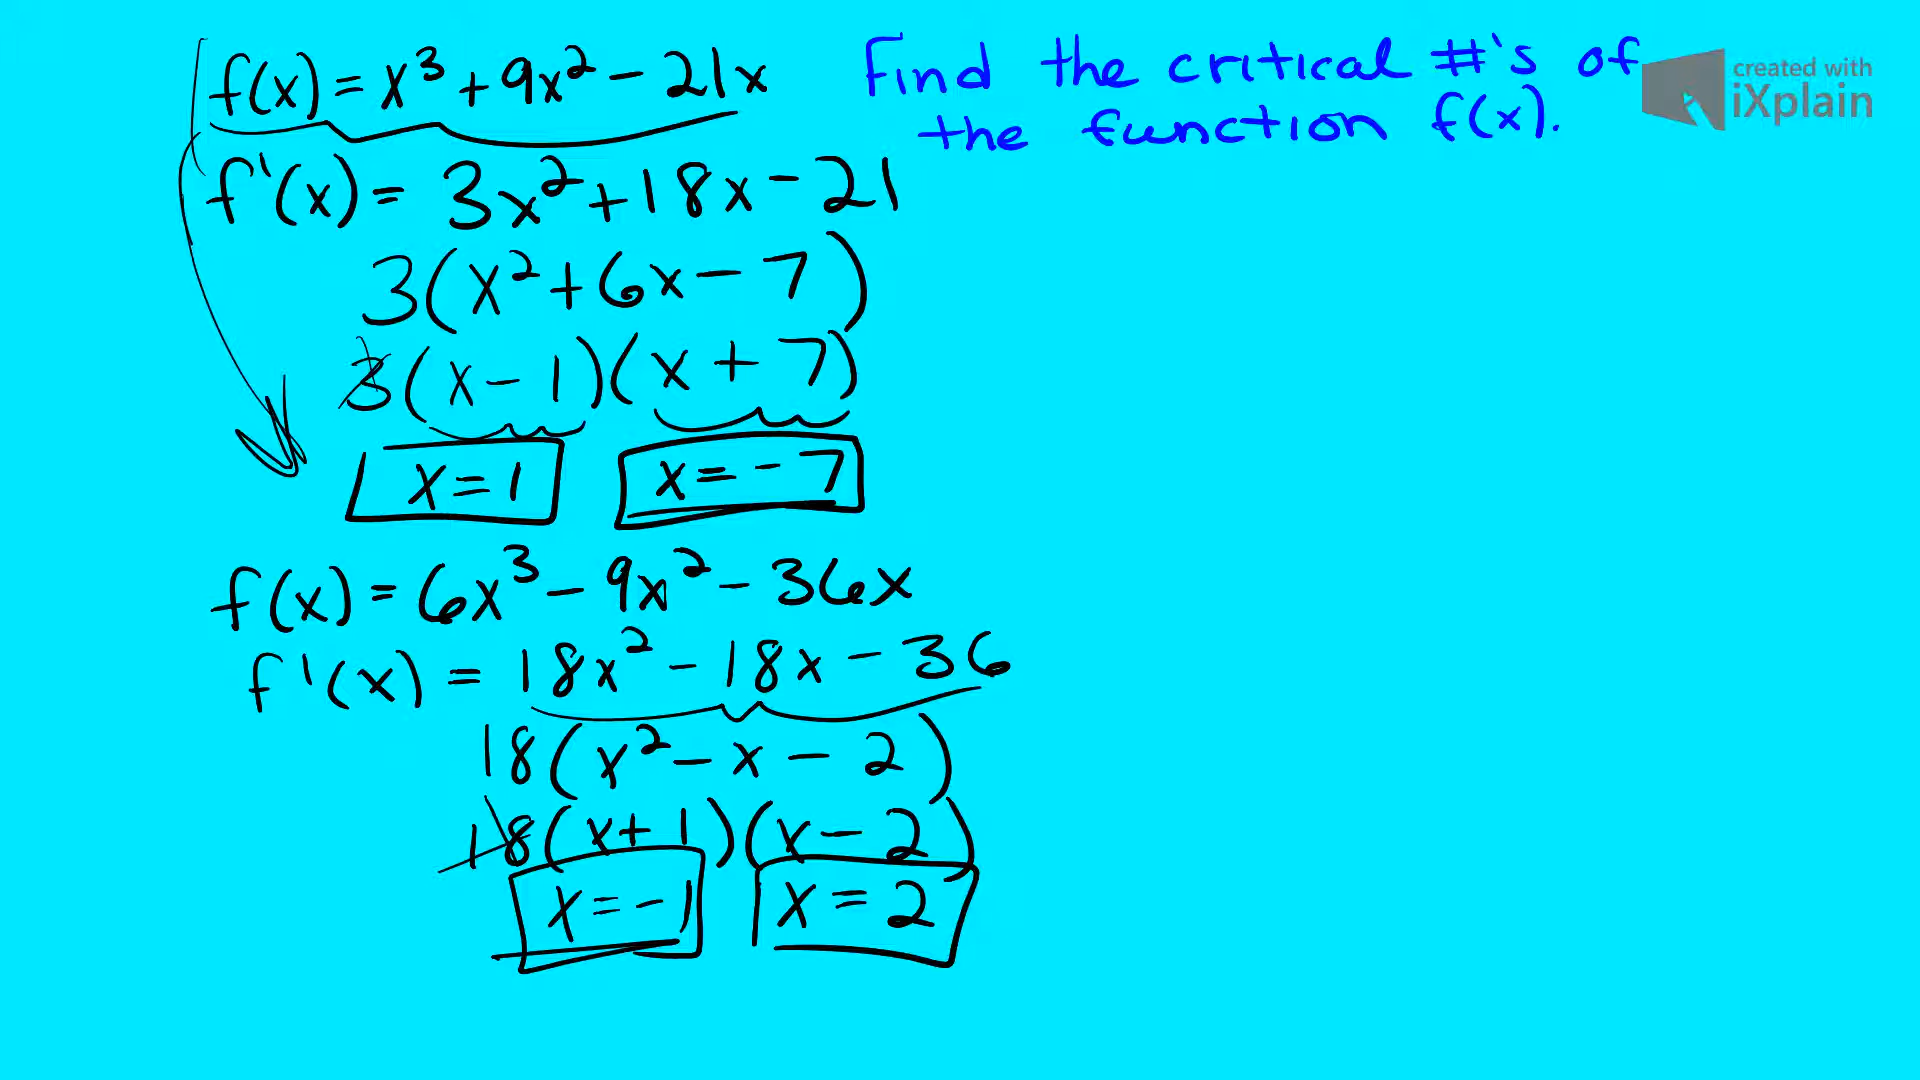 f(x) = x³ + 9x² - 21x
Find the critical #'s of
the function f(x).
created with
iXplain
f'(x) = 3x² + 18x - 21
3(x² + 6x - 7)
3(x - 1)(x + 7)
x = 1 x = -7
f(x) = 6x³ - 9x² - 36x
f'(x) = 18x² - 18x - 36
18(x² - x - 2)
18(x + 1)(x - 2)
x = -1 x = 2